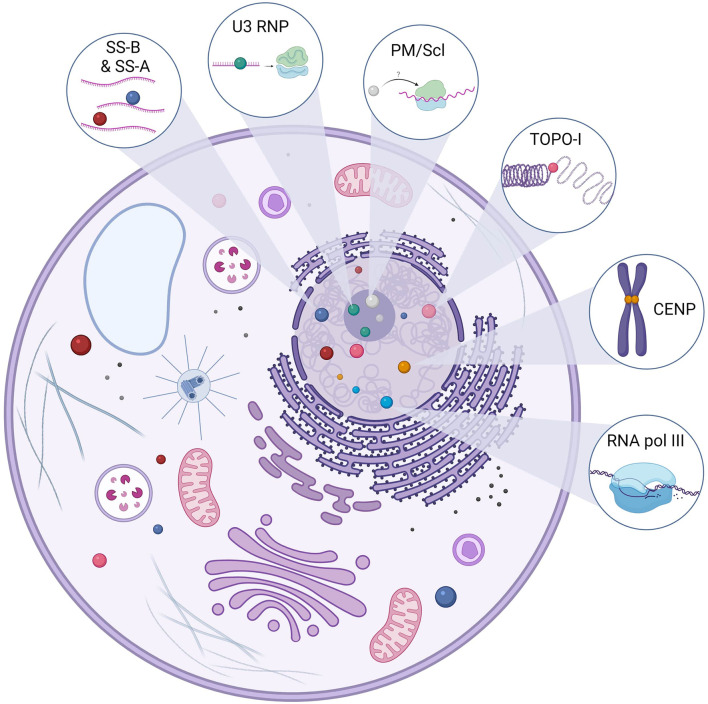 SS-B
& SS-A
U3 RNP
PM/Scl
?
TOPO-I
CENP
RNA pol III